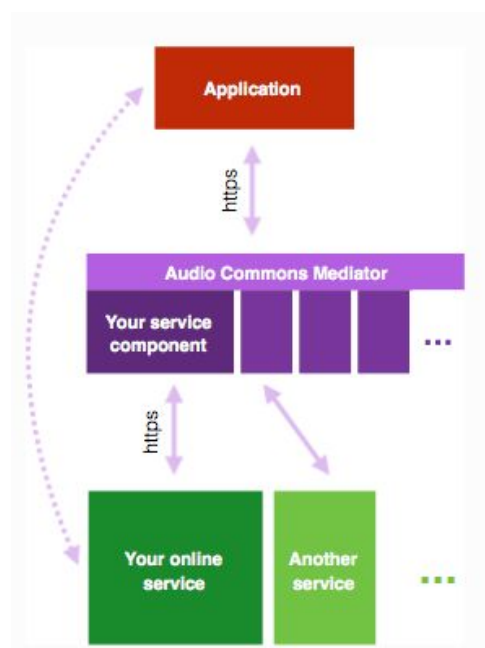 Application
https
Audio Commons Mediator
Your service
component
...
https
Your online
service
Another
service
...